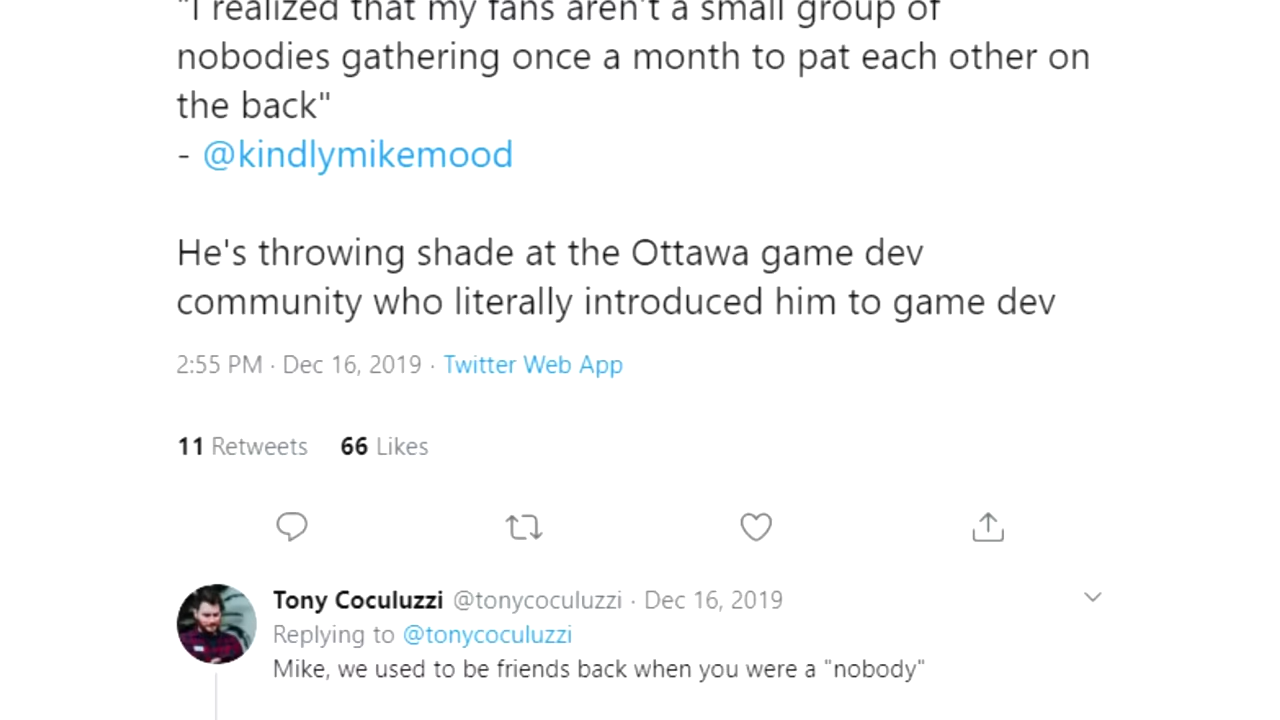 "I realized that my fans aren't a small group of
nobodies gathering once a month to pat each other on
the back"
- @kindlymikemood
He's throwing shade at the Ottawa game dev
community who literally introduced him to game dev
2:55 PM · Dec 16, 2019 · Twitter Web App
11 Retweets 66 Likes
Tony Coculuzzi @tonycoculuzzi · Dec 16, 2019
Replying to @tonycoculuzzi
Mike, we used to be friends back when you were a "nobody"